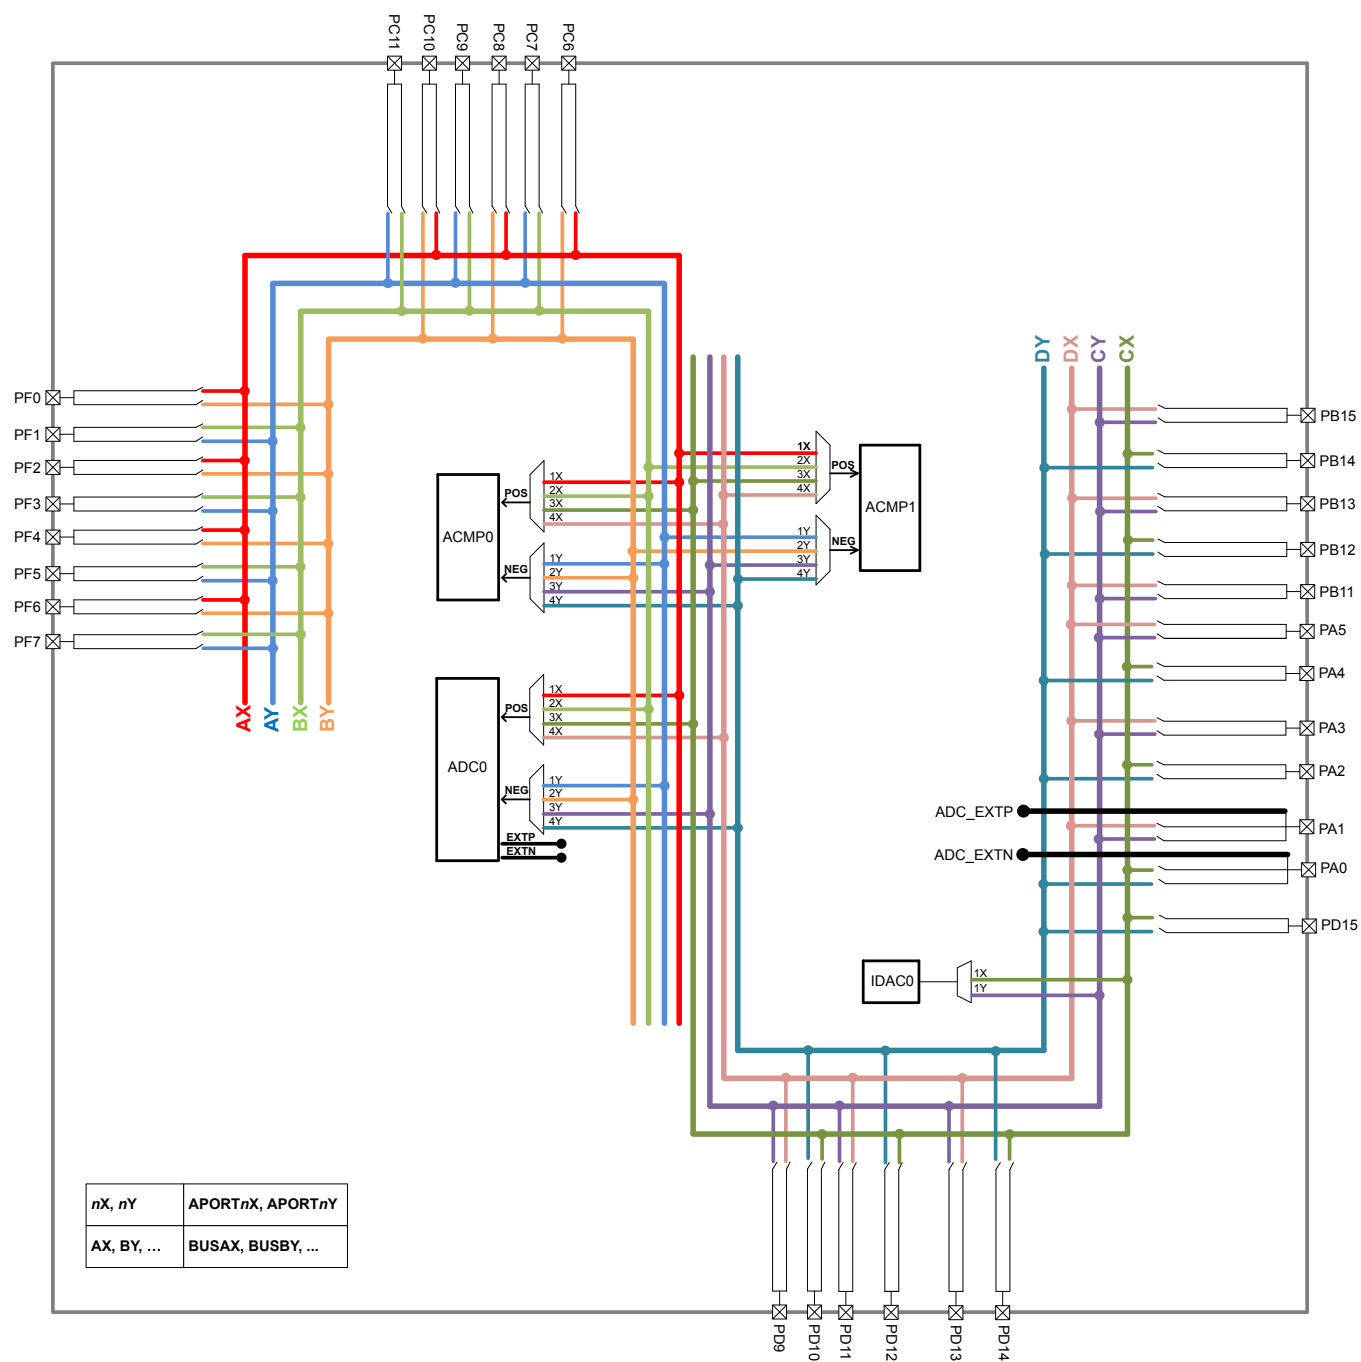 PC11 PC10 PC9 PC8 PC7 PC6
DY DX CY CX
PF0
PF1
PF2
PF3
PF4
PF5
PF6
PF7
AX AY BX BY
PB15
PB14
PB13
PB12
PB11
PA5
PA4
PA3
PA2
PA1
PA0
PD15
ACMP0
POS
1X
2X
3X
4X
NEG
1Y
2Y
3Y
4Y
1X
2X
3X
4X
POS
1Y
2Y
3Y
4Y
NEG
ACMP1
ADC0
POS
1X
2X
3X
4X
NEG
1Y
2Y
3Y
4Y
EXTP
EXTN
ADC_EXTP
ADC_EXTN
IDAC0
1X
1Y
nX, nY APORTnX, APORTnY
AX, BY, ... BUSAX, BUSBY, ...
PD9 PD10 PD11 PD12 PD13 PD14